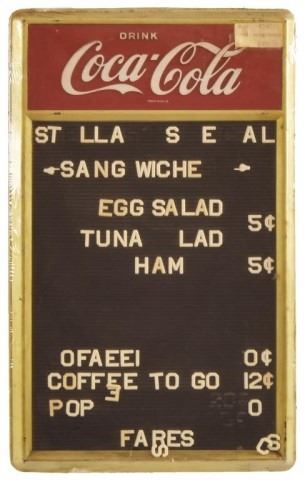 DRINK
Coca-Cola
ST LLA S E AL
SANG WICHE
EGG SALAD
5¢
TUNA LAD
HAM 5¢
OFAEEI 0¢
COFFEE TO GO 12¢
E
POP 0
FARES
S
¢S